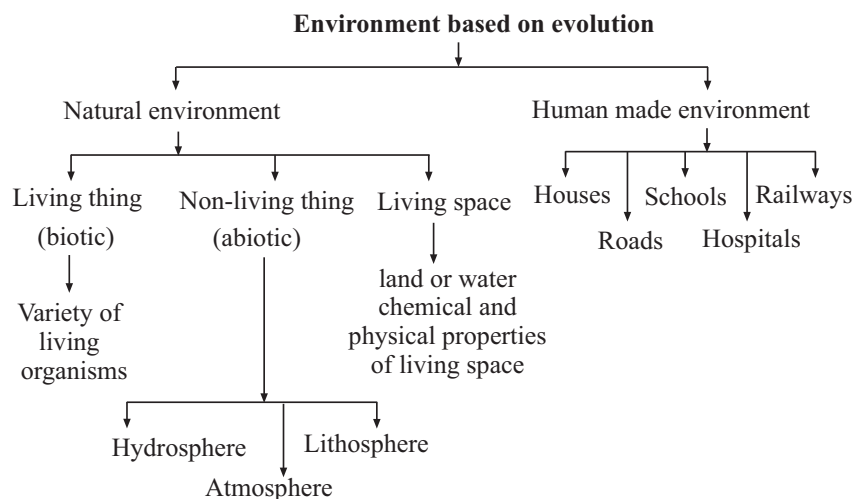 Environment based on evolution
Natural environment
Human made environment
Living thing
(biotic)
Non-living thing
(abiotic)
Living space
Houses
Schools
Railways
Roads
Hospitals
Variety of
living
organisms
land or water
chemical and
physical properties
of living space
Hydrosphere
Lithosphere
Atmosphere